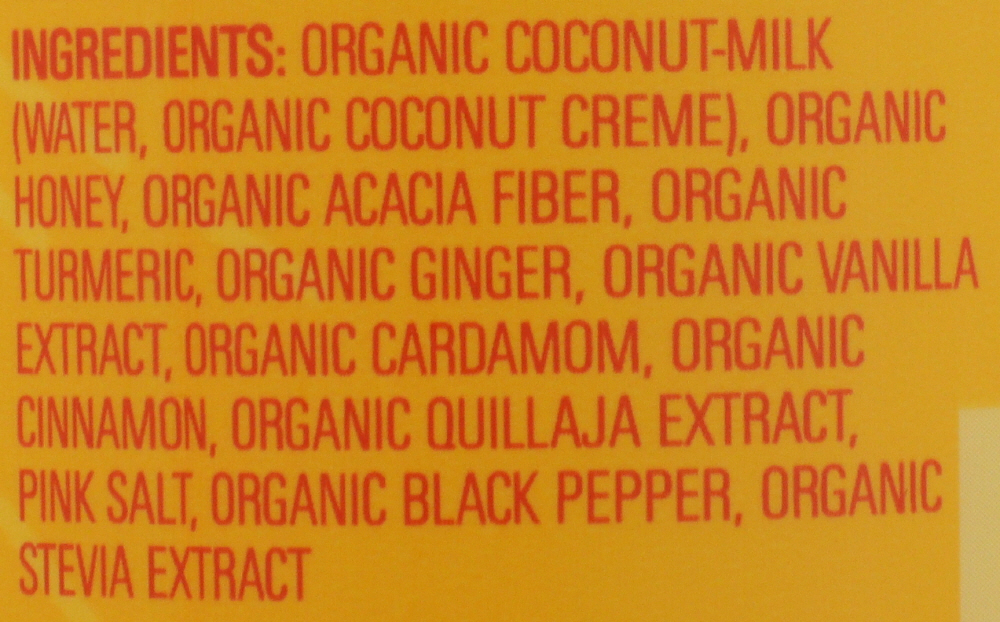 INGREDIENTS: ORGANIC COCONUT-MILK
(WATER, ORGANIC COCONUT CREME), ORGANIC
HONEY, ORGANIC ACACIA FIBER, ORGANIC
TURMERIC, ORGANIC GINGER, ORGANIC VANILLA
EXTRACT, ORGANIC CARDAMOM, ORGANIC
CINNAMON, ORGANIC QUILLAJA EXTRACT,
PINK SALT, ORGANIC BLACK PEPPER, ORGANIC
STEVIA EXTRACT